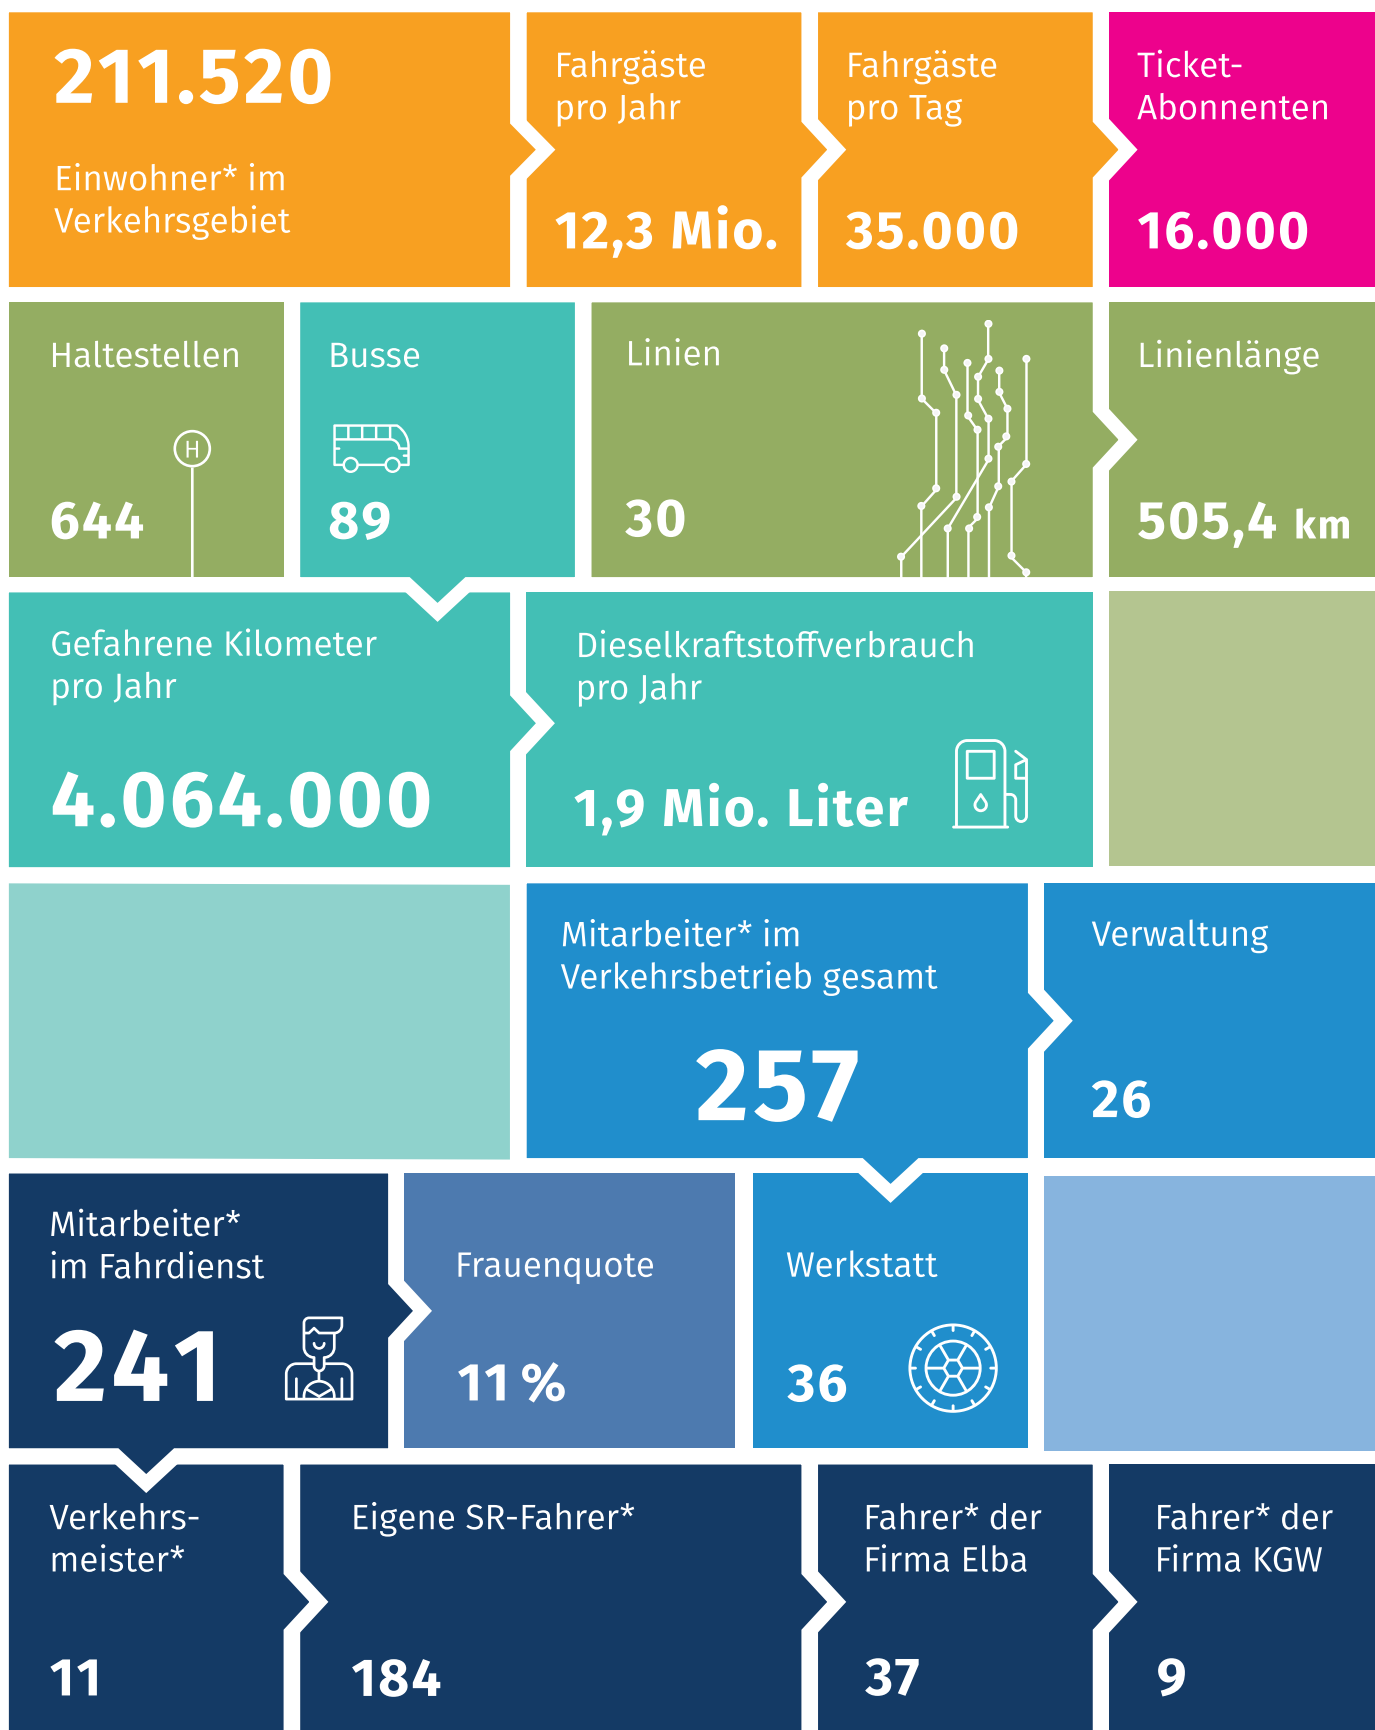 211.520
Einwohner* im
Verkehrsgebiet
Fahrgäste
pro Jahr
12,3 Mio.
Fahrgäste
pro Tag
35.000
Ticket-
Abonnenten
16.000
Haltestellen
H
644
Busse
89
Linien
30
Linienlänge
505,4 km
Gefahrene Kilometer
pro Jahr
4.064.000
Dieselkraftstoffverbrauch
pro Jahr
1,9 Mio. Liter
Mitarbeiter* im
Verkehrsbetrieb gesamt
257
Verwaltung
26
Mitarbeiter*
im Fahrdienst
241
Frauenquote
11 %
Werkstatt
36
Verkehrs-
meister*
11
Eigene SR-Fahrer*
184
Fahrer* der
Firma Elba
37
Fahrer* der
Firma KGW
9